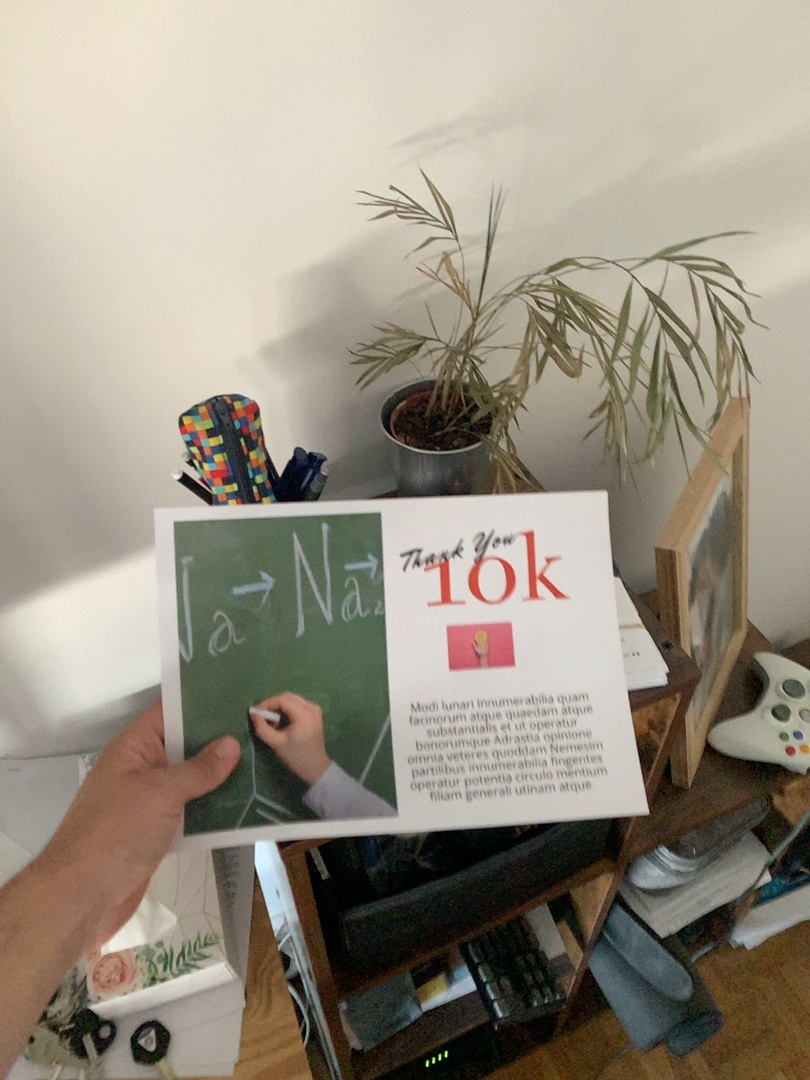 Na → Na₂
Thank You
10k
Modi lunari innumerabilia quam
facinorum atque quaedam atque
substantialis et ut operatur
bonorumque Adrastia opinione
omnia veteres quoddam Nemesim
partilibus innumerabilia fingentes
operatur potentia circulo mentium
filiam generali utinam atque.